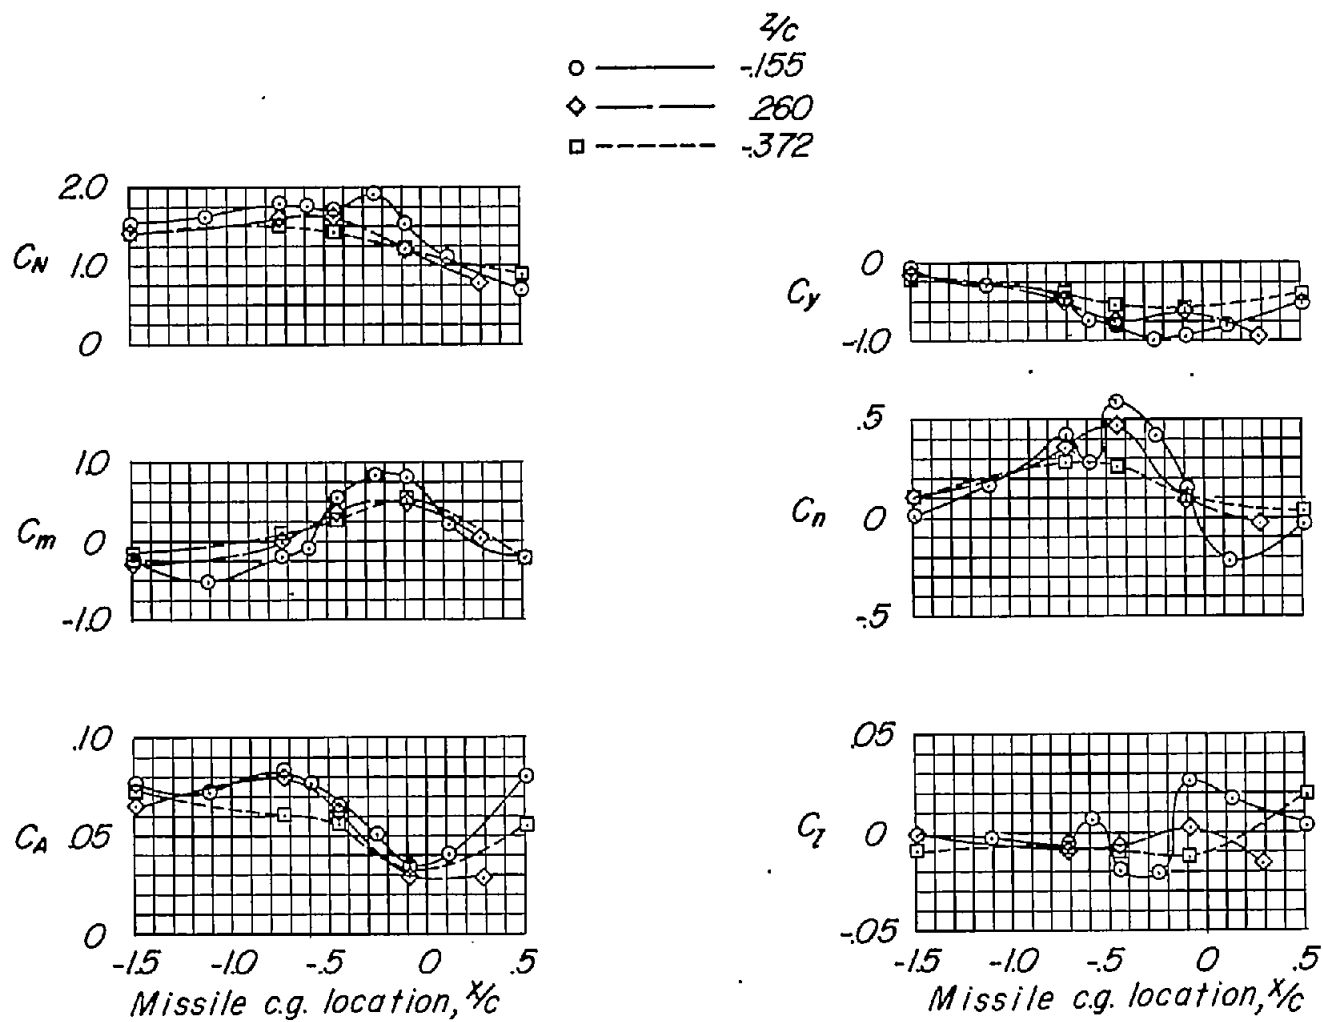 z/c
-.155
.260
-.372
2.0
C_N 1.0
0
0
C_y
-1.0
1.0
C_m 0
-1.0
.5
C_n 0
-.5
.10
C_A .05
0
-1.5 -1.0 -.5 0 .5
Missile c.g. location, x/c
.05
C_l 0
-.05
-1.5 -1.0 -.5 0 .5
Missile c.g. location, x/c